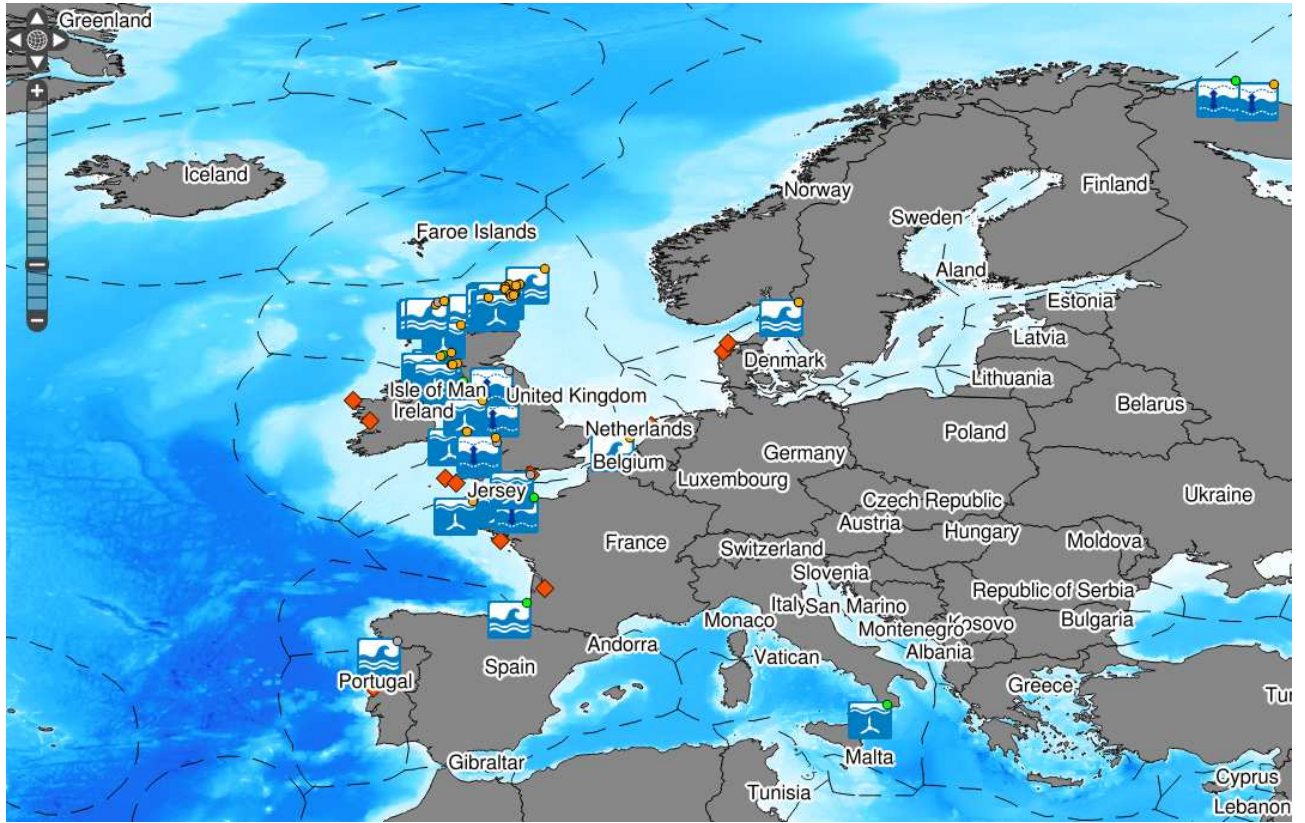 Greenland
Iceland
Norway
Finland
Sweden
Faroe Islands
Aland
Estonia
Latvia
Denmark
Lithuania
Isle of Man
United Kingdom
Ireland
Belarus
Netherlands
Poland
Germany
Belgium
Luxembourg
Jersey
Czech Republic
Ukraine
Austria
Hungary
Moldova
France
Switzerland
Slovenia
Republic of Serbia
Italy
San Marino
Monaco
Montenegro
Kosovo
Bulgaria
Andorra
Albania
Vatican
Spain
Portugal
Greece
Tur
Malta
Gibraltar
Cyprus
Tunisia
Lebanon